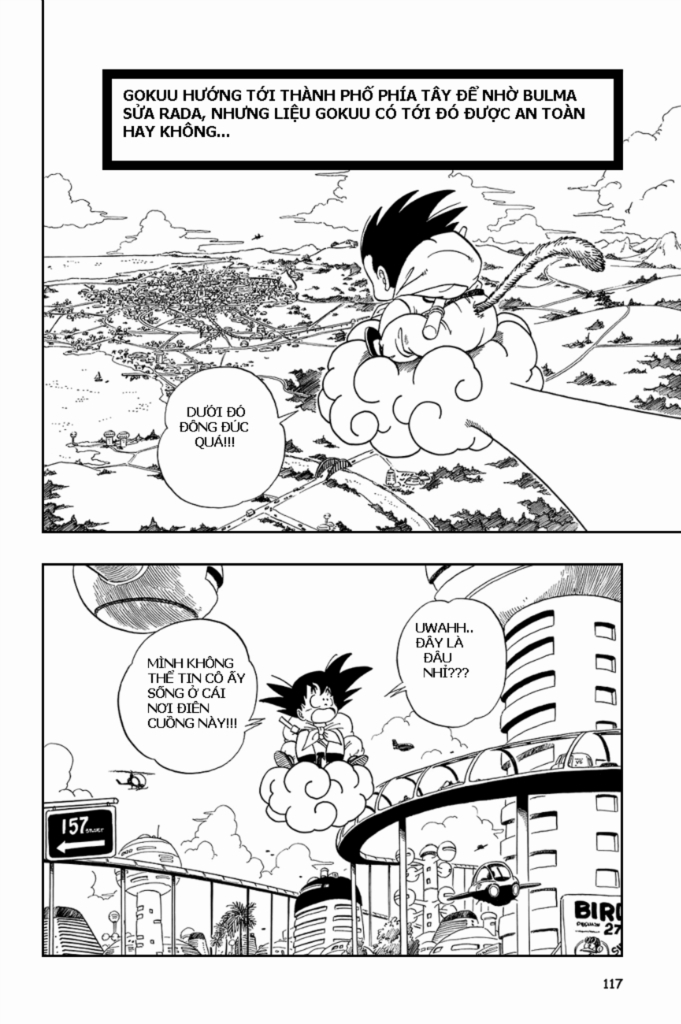 GOKUU HƯỚNG TỚI THÀNH PHỐ PHÍA TÂY ĐỂ NHỜ BULMA
SỬA RADA, NHƯNG LIỆU GOKUU CÓ TỚI ĐÓ ĐƯỢC AN TOÀN
HAY KHÔNG...
DƯỚI ĐÓ
ĐÔNG ĐÚC
QUÁ!!!
UWAHH..
ĐÂY LÀ
ĐÂU
NHỈ???
MÌNH KHÔNG
THỂ TIN CÔ ẤY
SỐNG Ở CÁI
NƠI ĐIÊN
CUỒNG NÀY!!!
157
BIRD
27
117